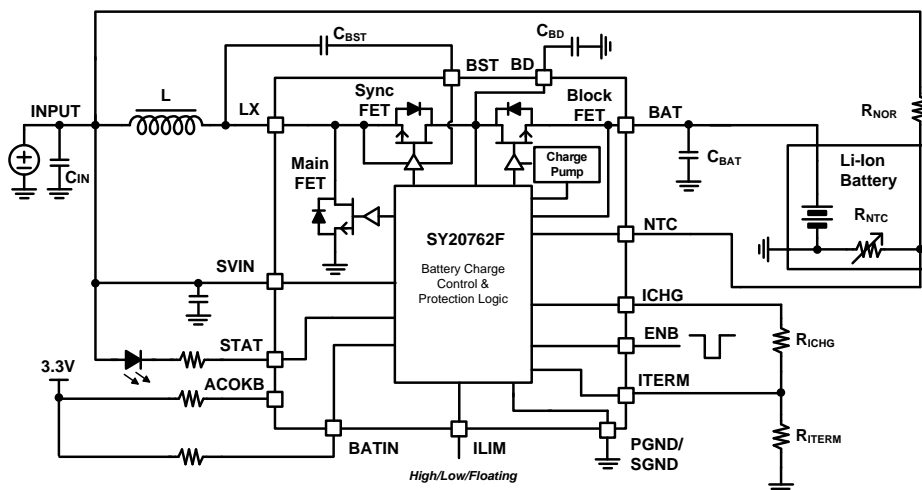 CBST
CBD
BST
BD
INPUT
L
LX
Sync
FET
Block
FET
BAT
RNOR
CIN
Main
FET
Charge
Pump
CBAT
Li-Ion
Battery
RNTC
SY20762F
Battery Charge
Control &
Protection Logic
NTC
SVIN
ICHG
RICHG
STAT
ENB
3.3V
ACOKB
ITERM
RITERM
BATIN
ILIM
PGND/
SGND
High/Low/Floating